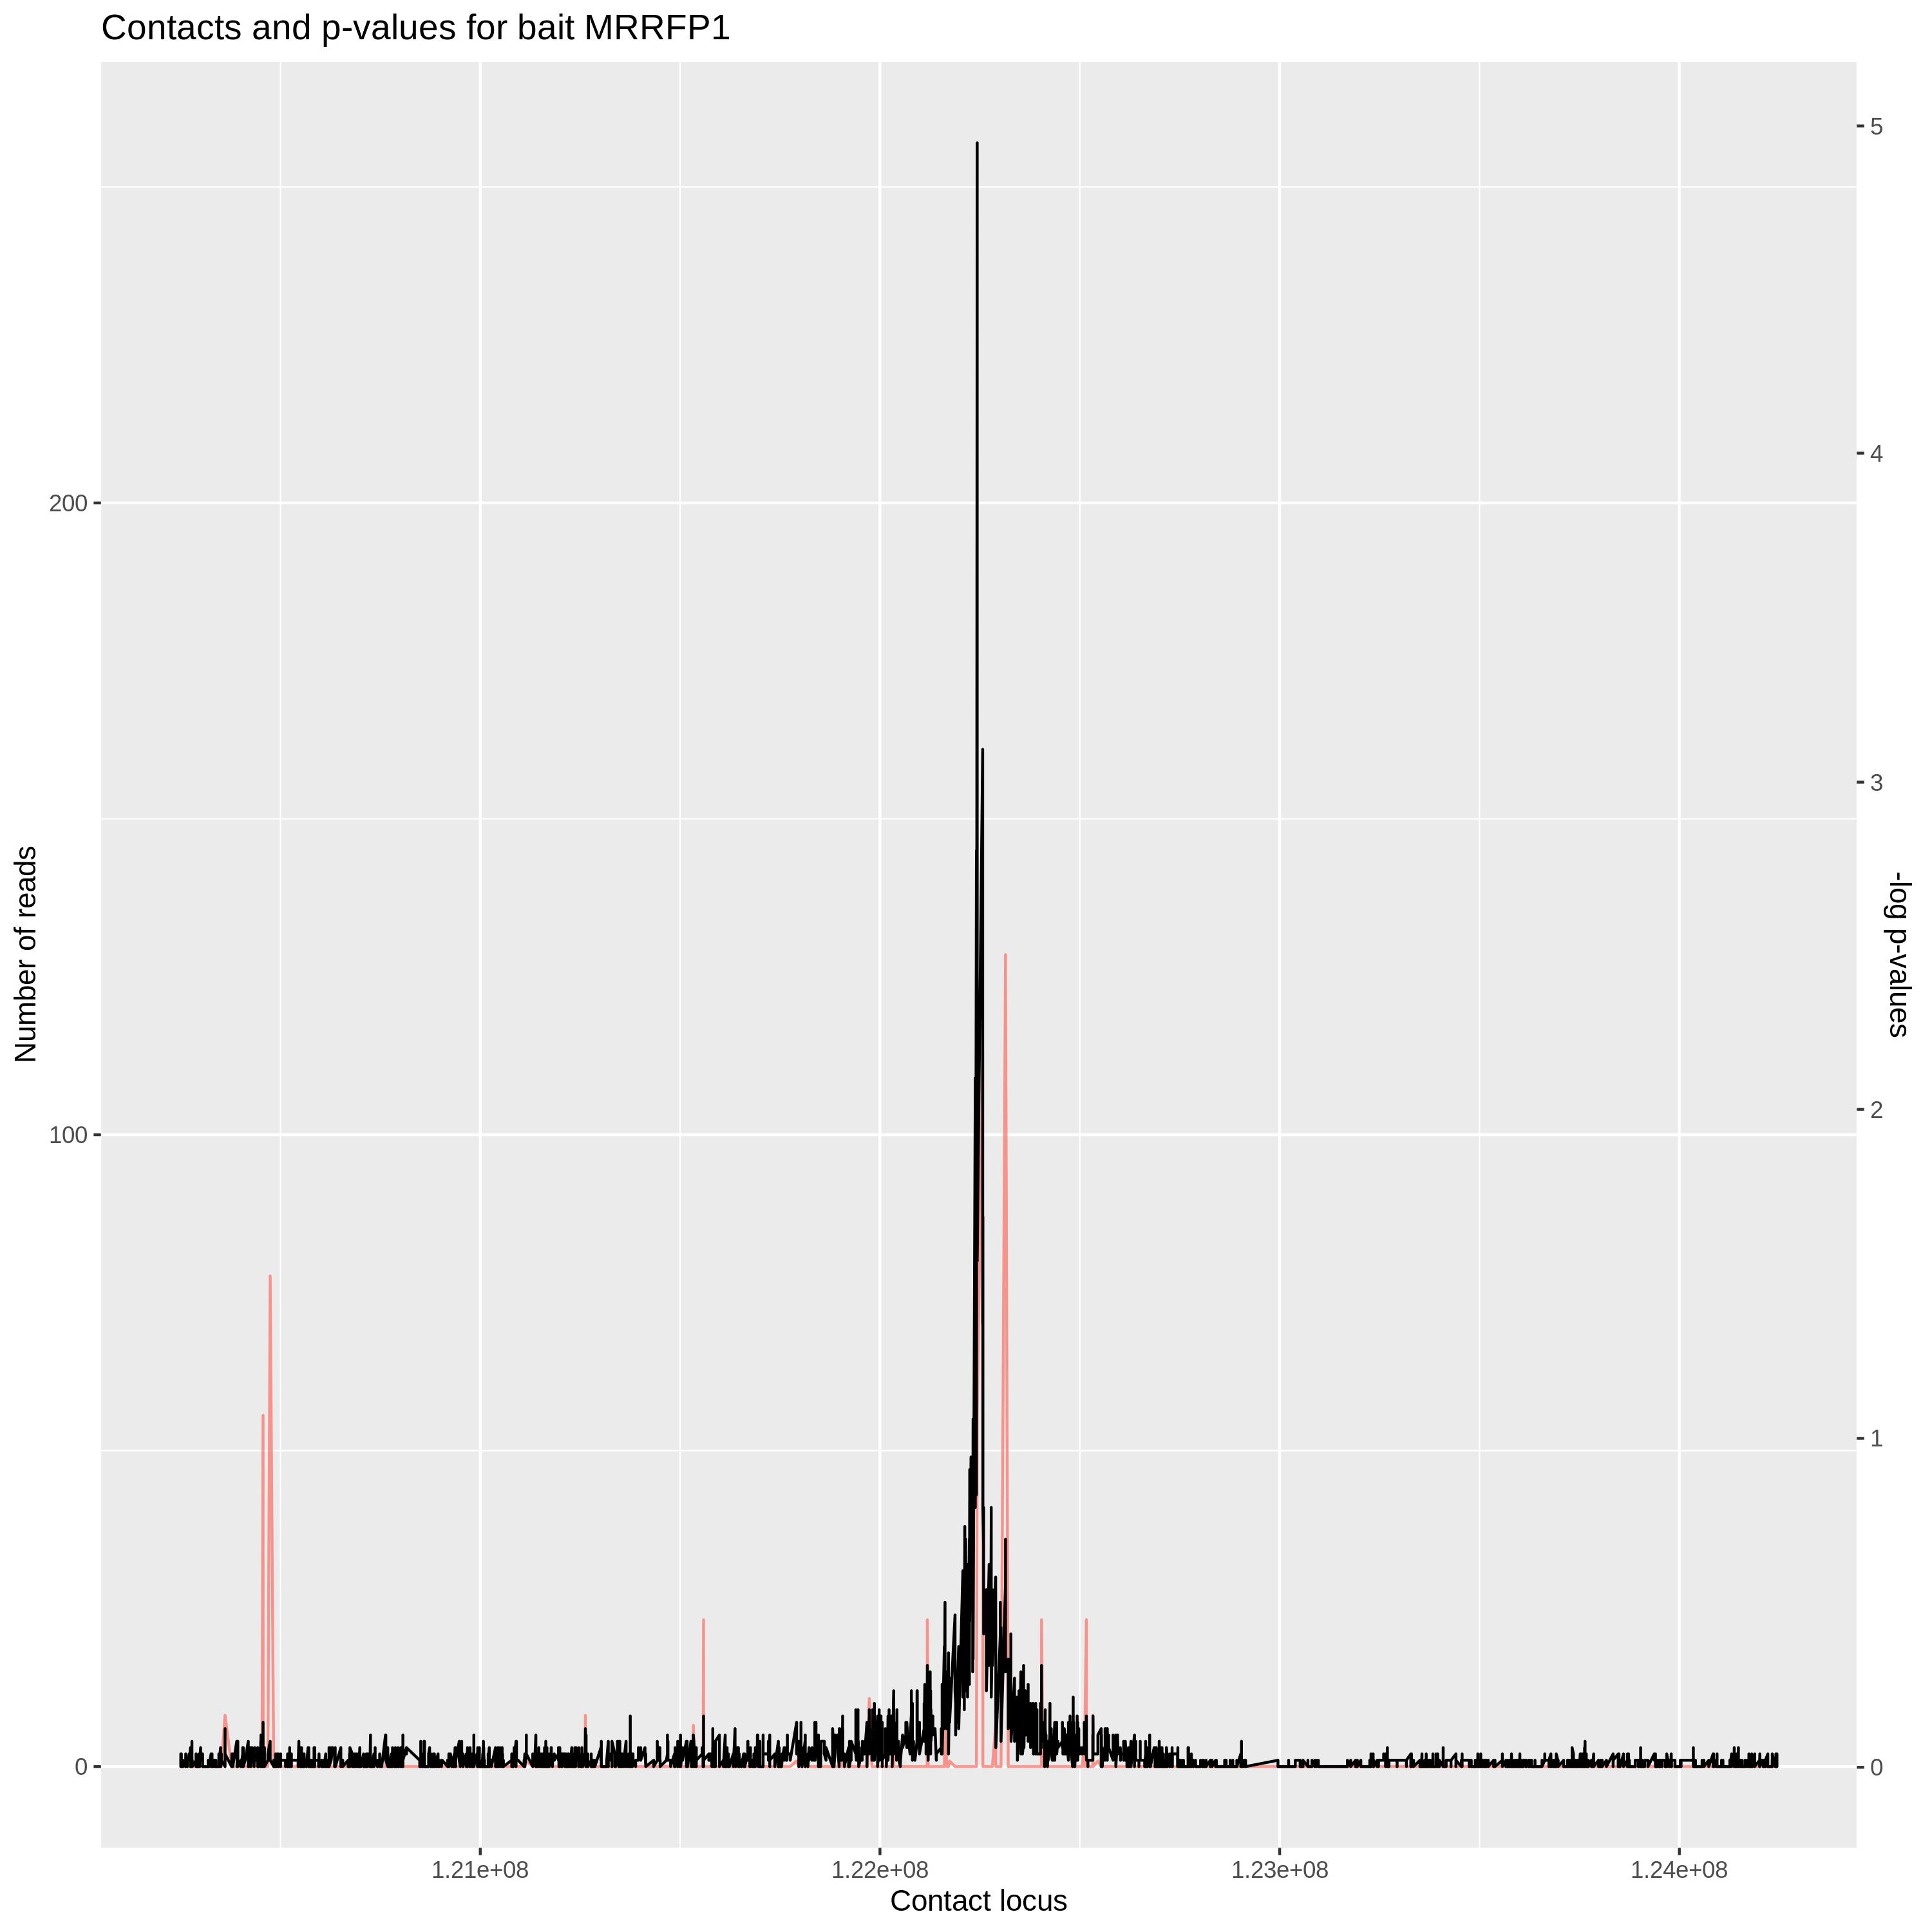 Contacts and p-values for bait MRRFP1
Number of reads
200
100
0
5
4
3
2
1
0
-log p-values
1.21e+08 1.22e+08 1.23e+08 1.24e+08
Contact locus